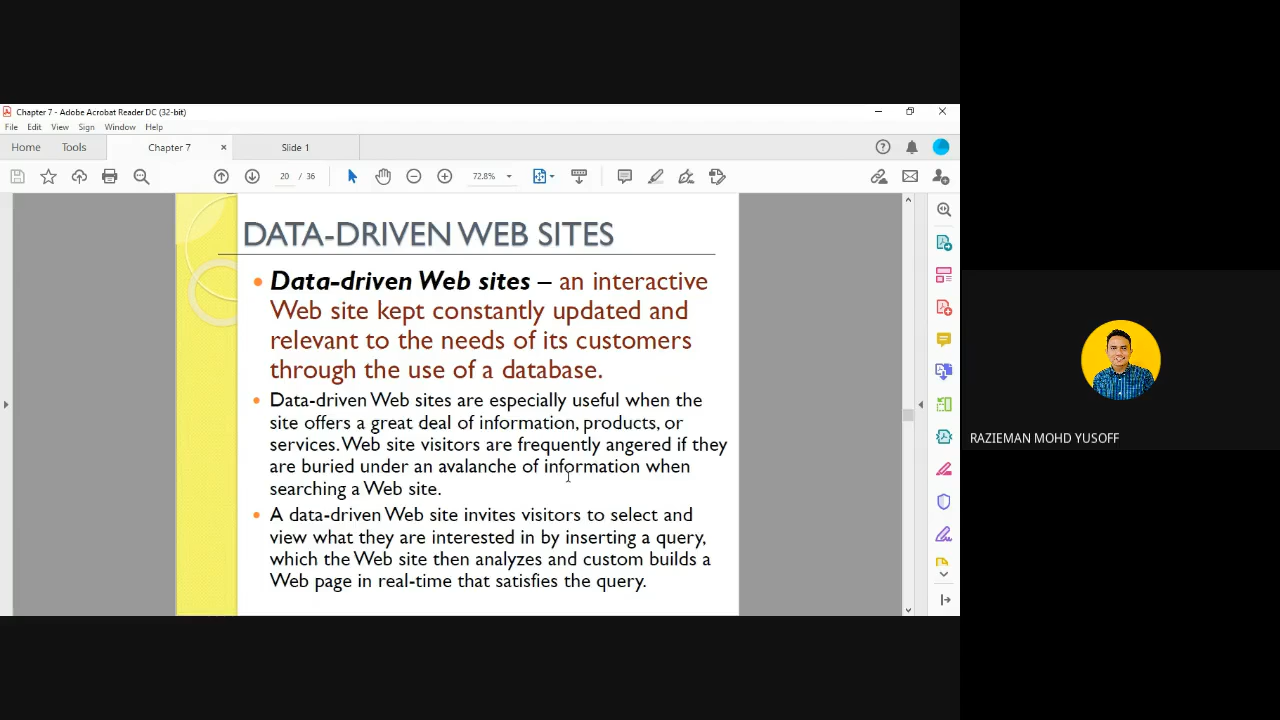 Chapter 7 - Adobe Acrobat Reader DC (32-bit)
File Edit View Sign Window Help
Home Tools Chapter 7 × Slide 1
20 / 36 72.8%
DATA-DRIVEN WEB SITES
• Data-driven Web sites – an interactive
Web site kept constantly updated and
relevant to the needs of its customers
through the use of a database.
• Data-driven Web sites are especially useful when the
site offers a great deal of information, products, or
services. Web site visitors are frequently angered if they
are buried under an avalanche of information when
searching a Web site.
• A data-driven Web site invites visitors to select and
view what they are interested in by inserting a query,
which the Web site then analyzes and custom builds a
Web page in real-time that satisfies the query.
RAZIEMAN MOHD YUSOFF